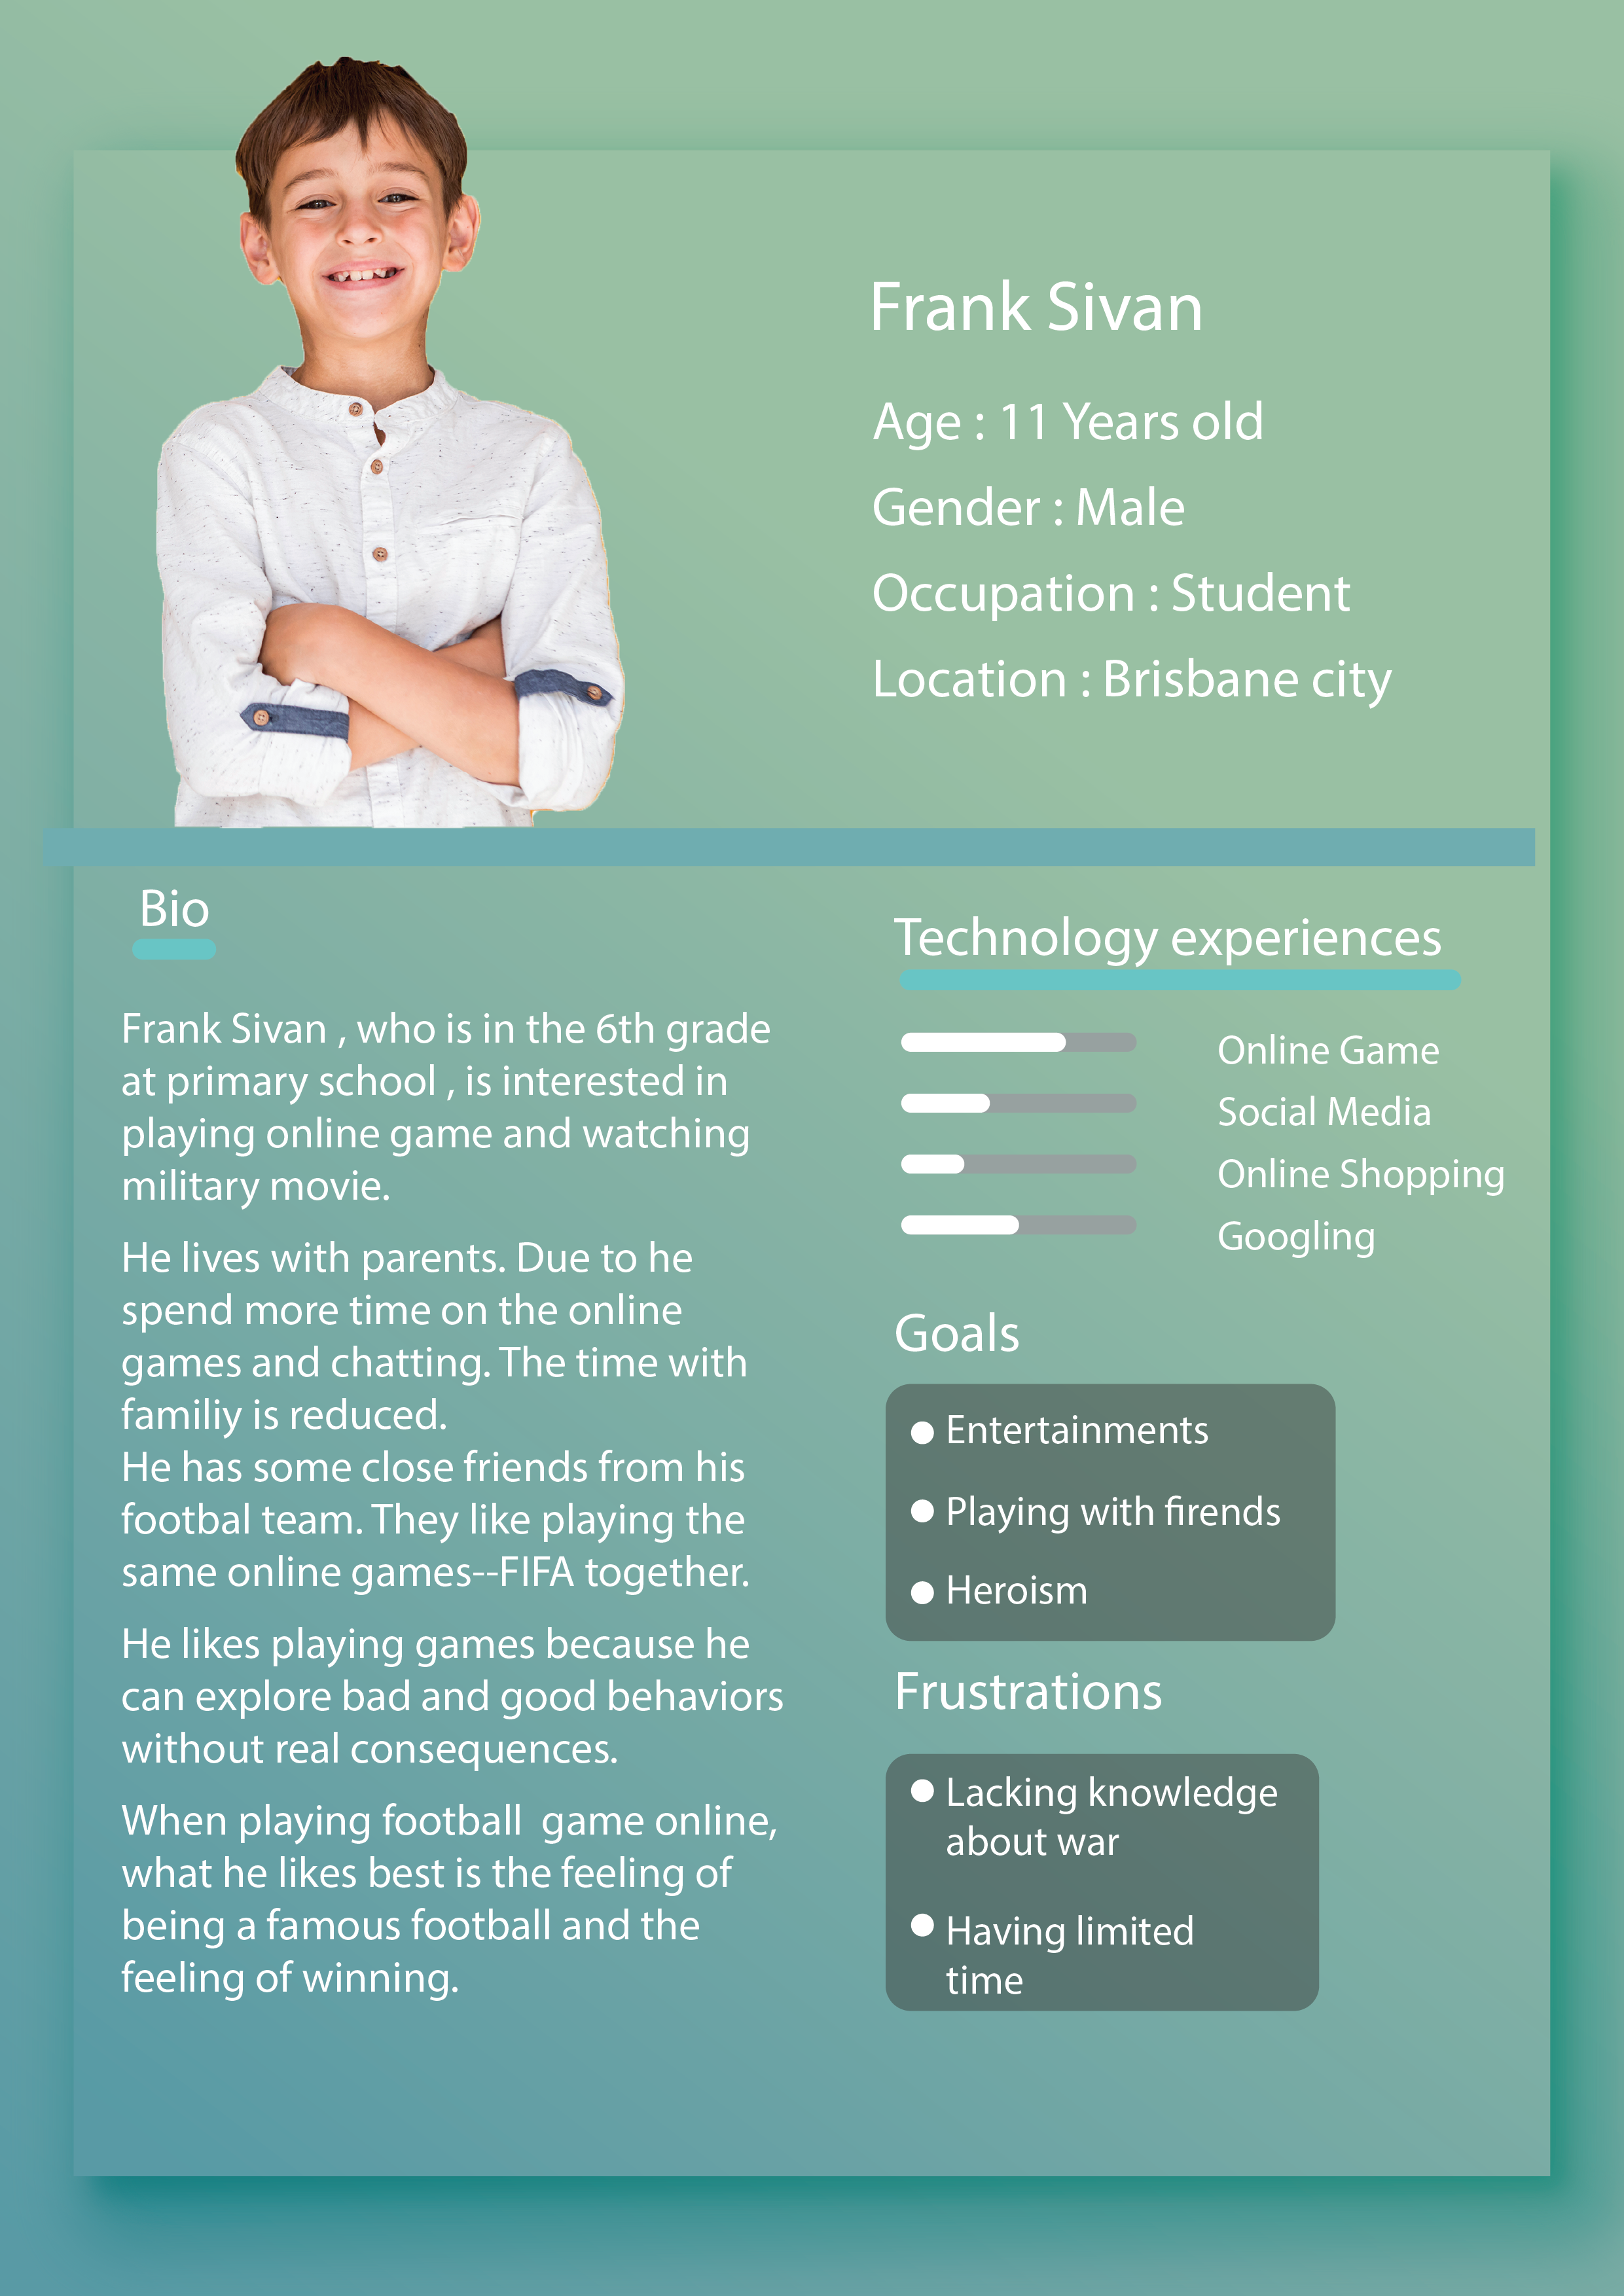 Frank Sivan
Age : 11 Years old
Gender : Male
Occupation : Student
Location : Brisbane city
Bio
Frank Sivan , who is in the 6th grade
at primary school , is interested in
playing online game and watching
military movie.
He lives with parents. Due to he
spend more time on the online
games and chatting. The time with
familiy is reduced.
He has some close friends from his
footbal team. They like playing the
same online games--FIFA together.
He likes playing games because he
can explore bad and good behaviors
without real consequences.
When playing football  game online,
what he likes best is the feeling of
being a famous football and the
feeling of winning.
Technology experiences
Online Game
Social Media
Online Shopping
Googling
Goals
Entertainments
Playing with firends
Heroism
Frustrations
Lacking knowledge
about war
Having limited
time